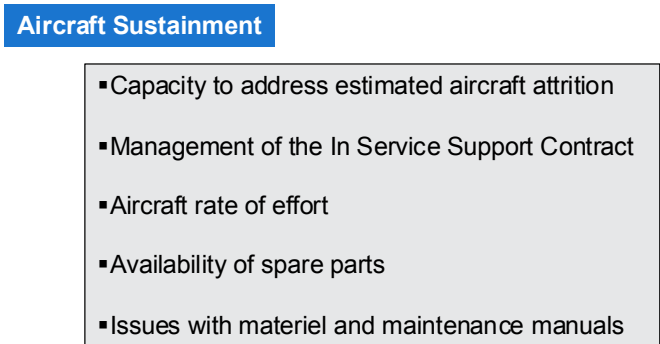 Aircraft Sustainment
▪Capacity to address estimated aircraft attrition
▪Management of the In Service Support Contract
▪Aircraft rate of effort
▪Availability of spare parts
▪Issues with materiel and maintenance manuals